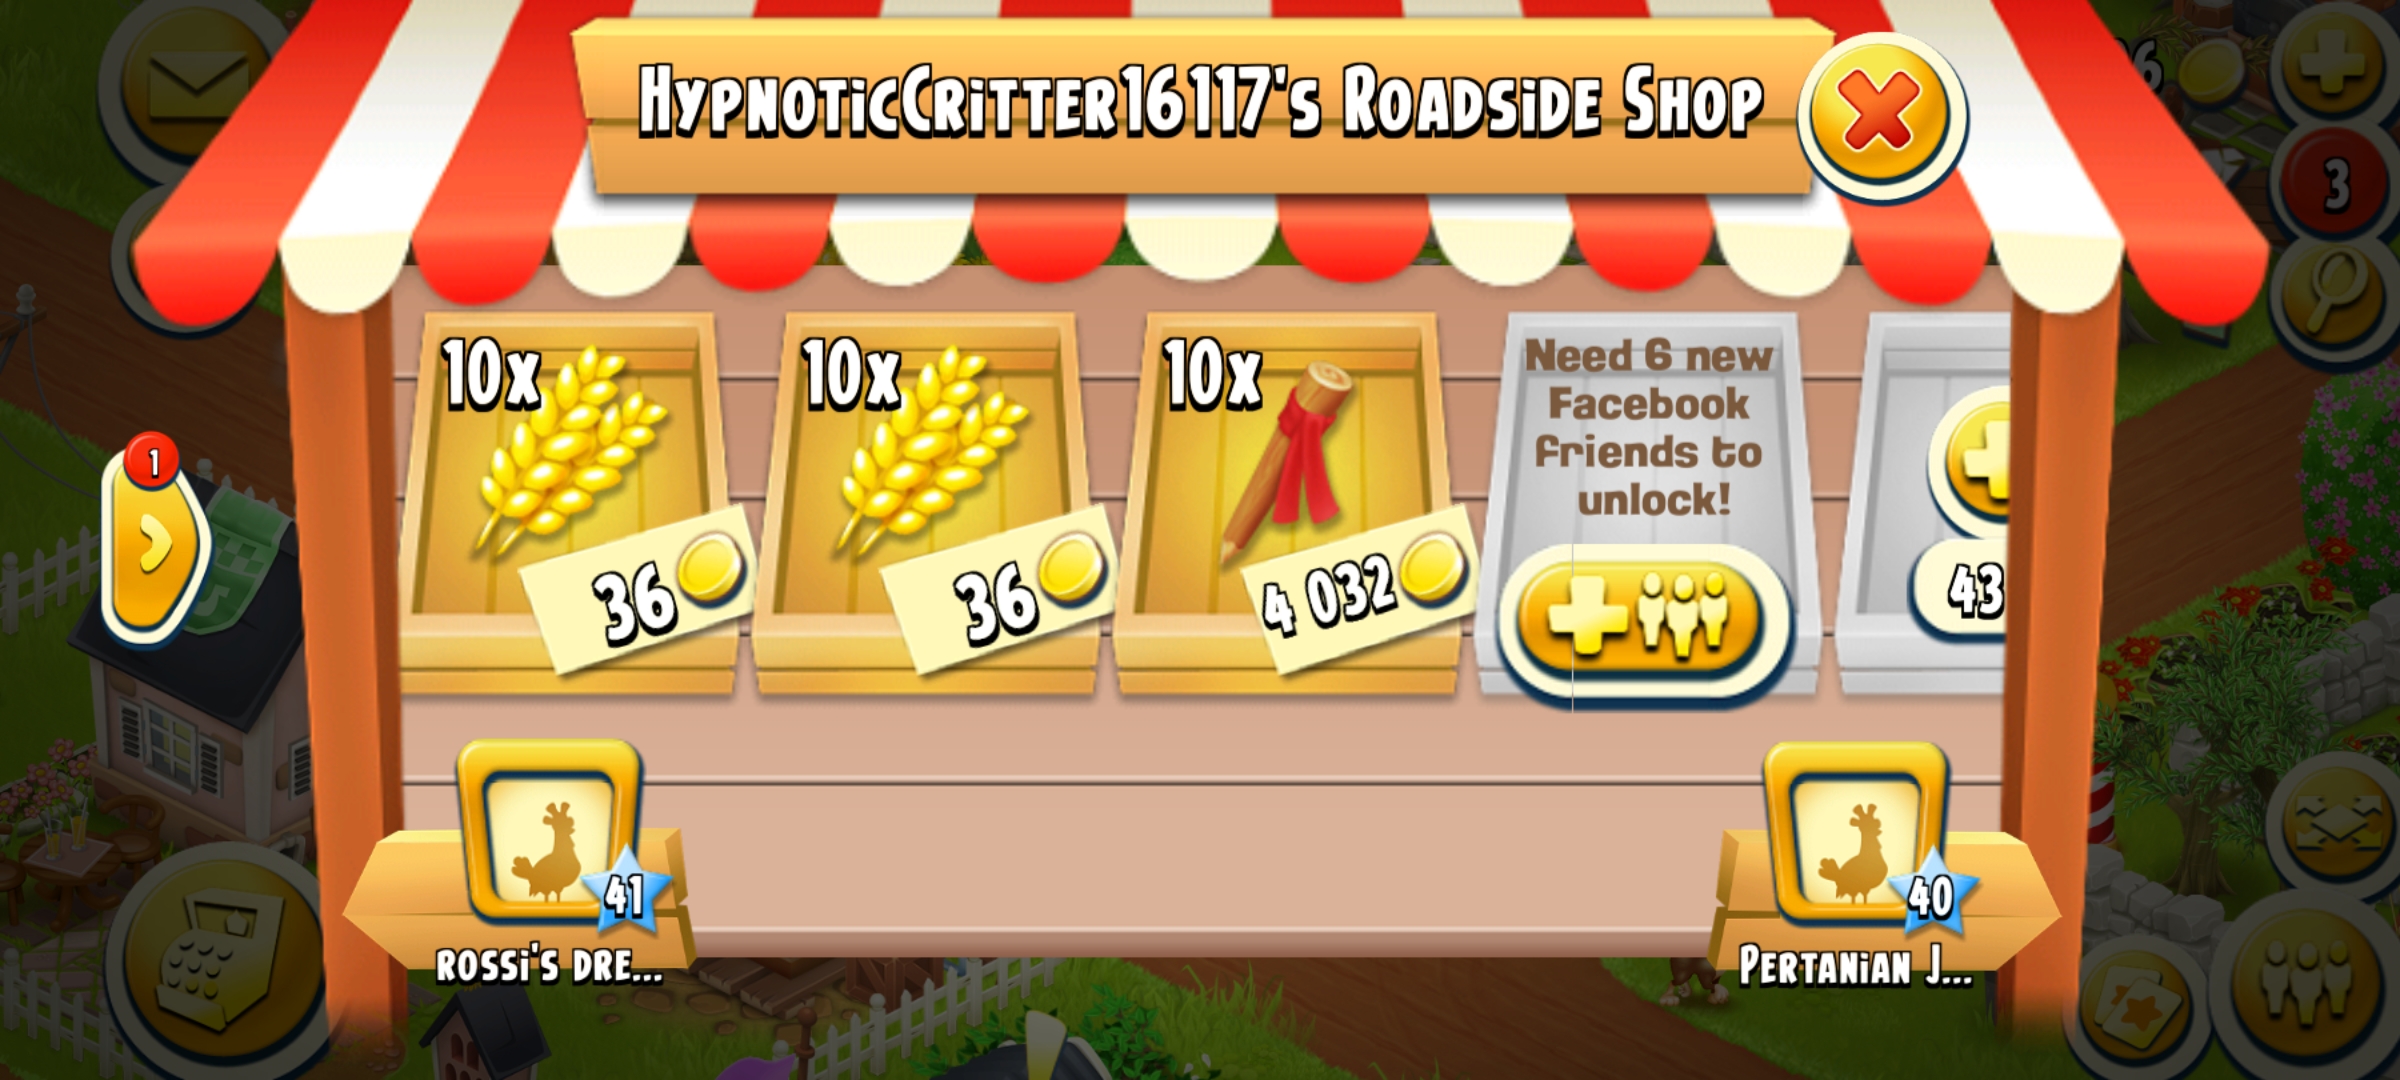 HypnoticCritter16117's Roadside Shop
3
10x
36
10x
36
10x
4 032
Need 6 new
Facebook
friends to
unlock!
43
1
41
Rossi's Dre...
40
Pertanian J...